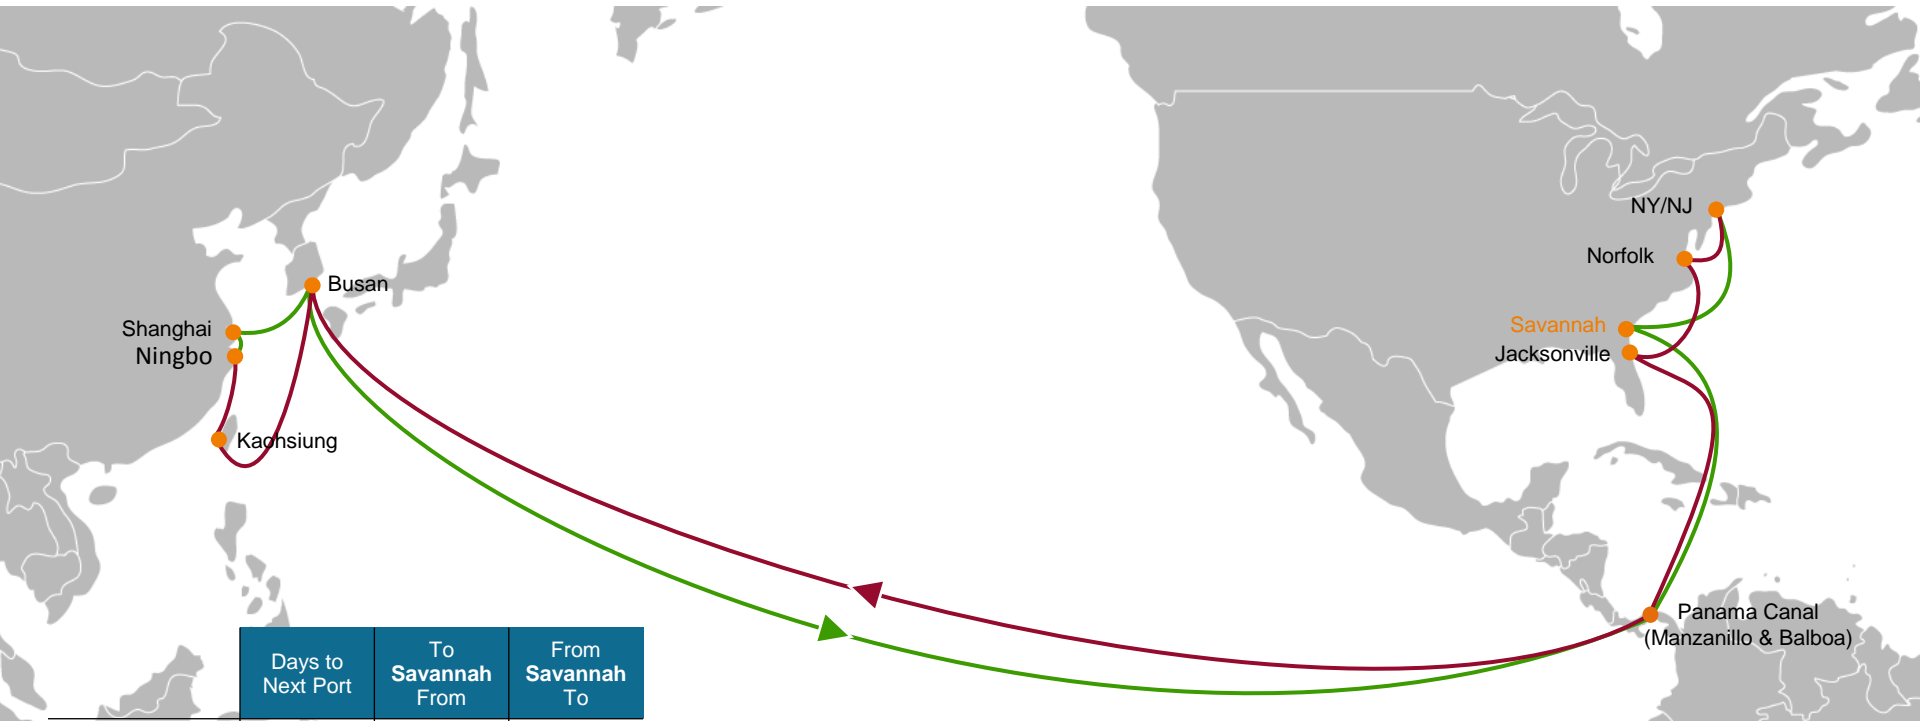 NY/NJ
Norfolk
Busan
Savannah
Shanghai
Jacksonville
Ningbo
Kaohsiung
Panama Canal
(Manzanillo & Balboa)
Days to
Next Port
To
Savannah
From
From
Savannah
To